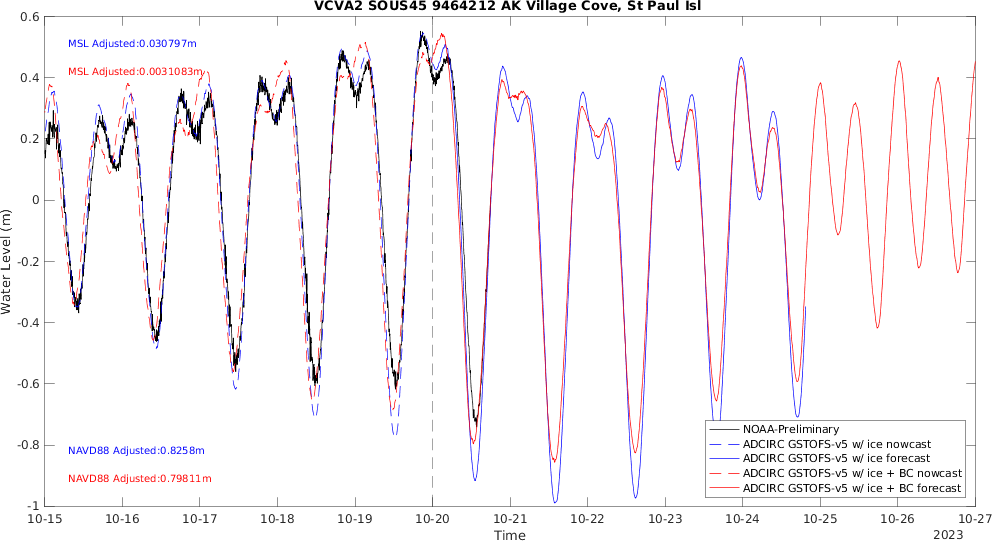 VCVA2 SOUS45 9464212 AK Village Cove, St Paul Isl
0.6
0.4
0.2
0
-0.2
-0.4
-0.6
-0.8
-1
Water Level (m)
MSL Adjusted:0.030797m
MSL Adjusted:0.0031083m
NAVD88 Adjusted:0.8258m
NAVD88 Adjusted:0.79811m
NOAA-Preliminary
ADCIRC GSTOFS-v5 w/ ice nowcast
ADCIRC GSTOFS-v5 w/ ice forecast
ADCIRC GSTOFS-v5 w/ ice + BC nowcast
ADCIRC GSTOFS-v5 w/ ice + BC forecast
10-15 10-16 10-17 10-18 10-19 10-20 10-21 10-22 10-23 10-24 10-25 10-26 10-27
Time
2023